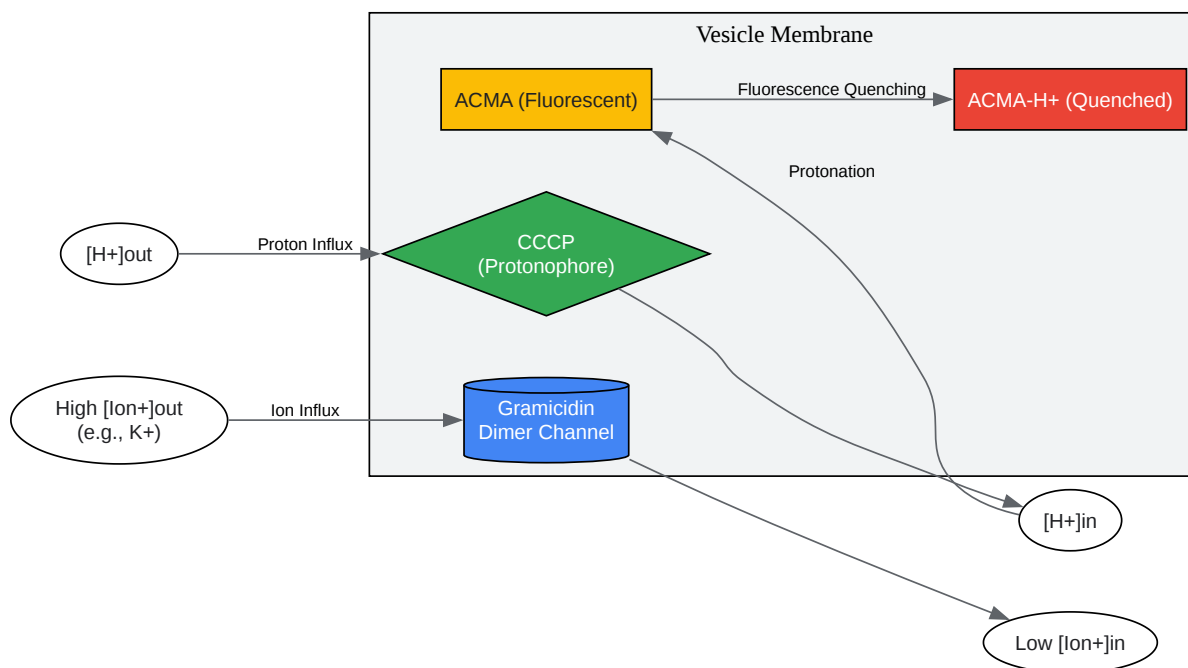 Vesicle Membrane
ACMA (Fluorescent)
Fluorescence Quenching
ACMA-H+ (Quenched)
Protonation
[H+]out
Proton Influx
CCCP
(Protonophore)
High [Ion+]out
(e.g., K+)
Ion Influx
Gramicidin
Dimer Channel
[H+]in
Low [Ion+]in